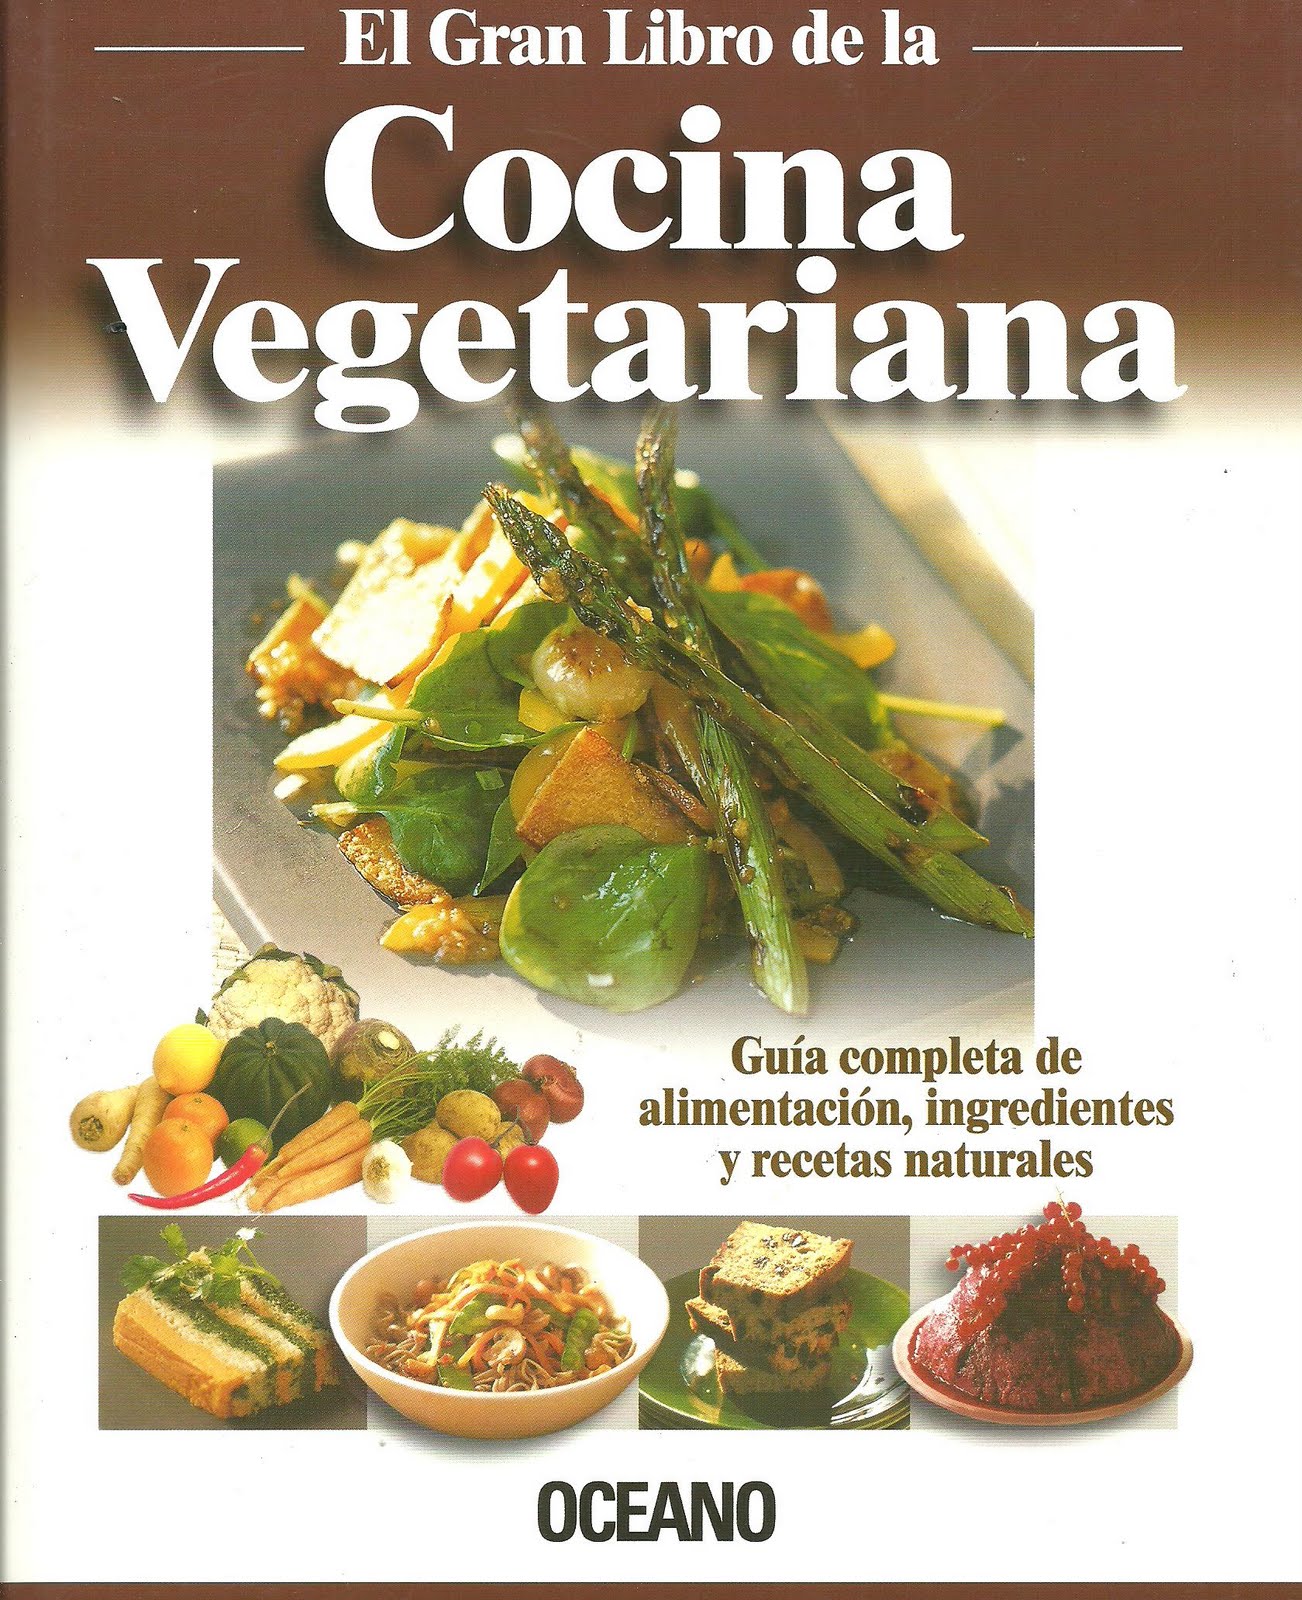 El Gran Libro de la
Cocina
Vegetariana
Guía completa de
alimentación, ingredientes
y recetas naturales
OCEANO